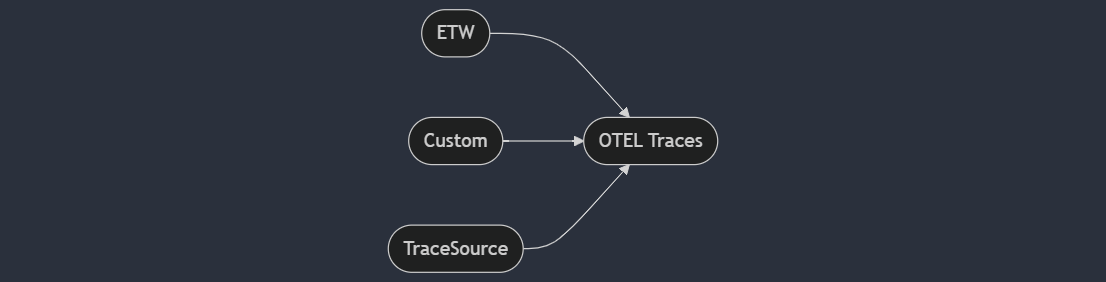 ETW
Custom
OTEL Traces
TraceSource